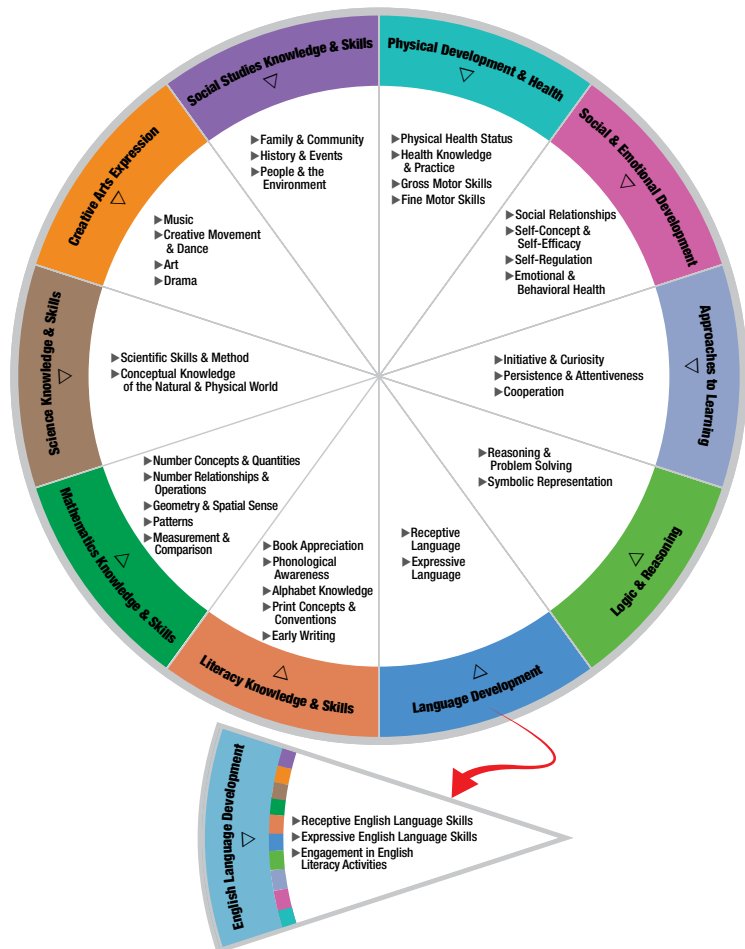 Social Studies Knowledge & Skills
▶Family & Community
▶History & Events
▶People & the
Environment
Physical Development & Health
▶Physical Health Status
▶Health Knowledge
& Practice
▶Gross Motor Skills
▶Fine Motor Skills
Social & Emotional Development
▶Social Relationships
▶Self-Concept &
Self-Efficacy
▶Self-Regulation
▶Emotional &
Behavioral Health
Approaches to Learning
▶Initiative & Curiosity
▶Persistence & Attentiveness
▶Cooperation
Logic & Reasoning
▶Reasoning &
Problem Solving
▶Symbolic Representation
Language Development
▶Receptive
Language
▶Expressive
Language
Literacy Knowledge & Skills
▶Book Appreciation
▶Phonological
Awareness
▶Alphabet Knowledge
▶Print Concepts &
Conventions
▶Early Writing
Mathematics Knowledge & Skills
▶Number Concepts & Quantities
▶Number Relationships &
Operations
▶Geometry & Spatial Sense
▶Patterns
▶Measurement &
Comparison
Science Knowledge & Skills
▶Scientific Skills & Method
▶Conceptual Knowledge
of the Natural & Physical World
Creative Arts Expression
▶Music
▶Creative Movement
& Dance
▶Art
▶Drama
English Language Development
▶Receptive English Language Skills
▶Expressive English Language Skills
▶Engagement in English
Literacy Activities